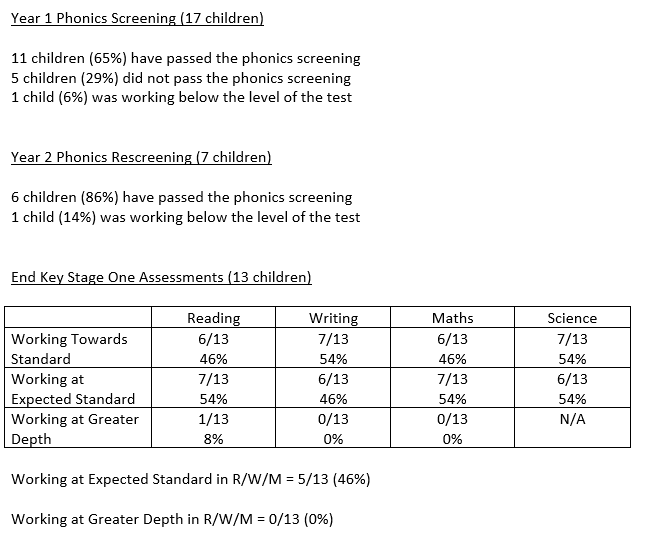 Year 1 Phonics Screening (17 children)
11 children (65%) have passed the phonics screening
5 children (29%) did not pass the phonics screening
1 child (6%) was working below the level of the test
Year 2 Phonics Rescreening (7 children)
6 children (86%) have passed the phonics screening
1 child (14%) was working below the level of the test
End Key Stage One Assessments (13 children)
Reading Writing Maths Science
Working Towards 6/13 7/13 6/13 7/13
Standard 46% 54% 46% 54%
Working at 7/13 6/13 7/13 6/13
Expected Standard 54% 46% 54% 54%
Working at Greater 1/13 0/13 0/13 N/A
Depth 8% 0% 0%
Working at Expected Standard in R/W/M = 5/13 (46%)
Working at Greater Depth in R/W/M = 0/13 (0%)